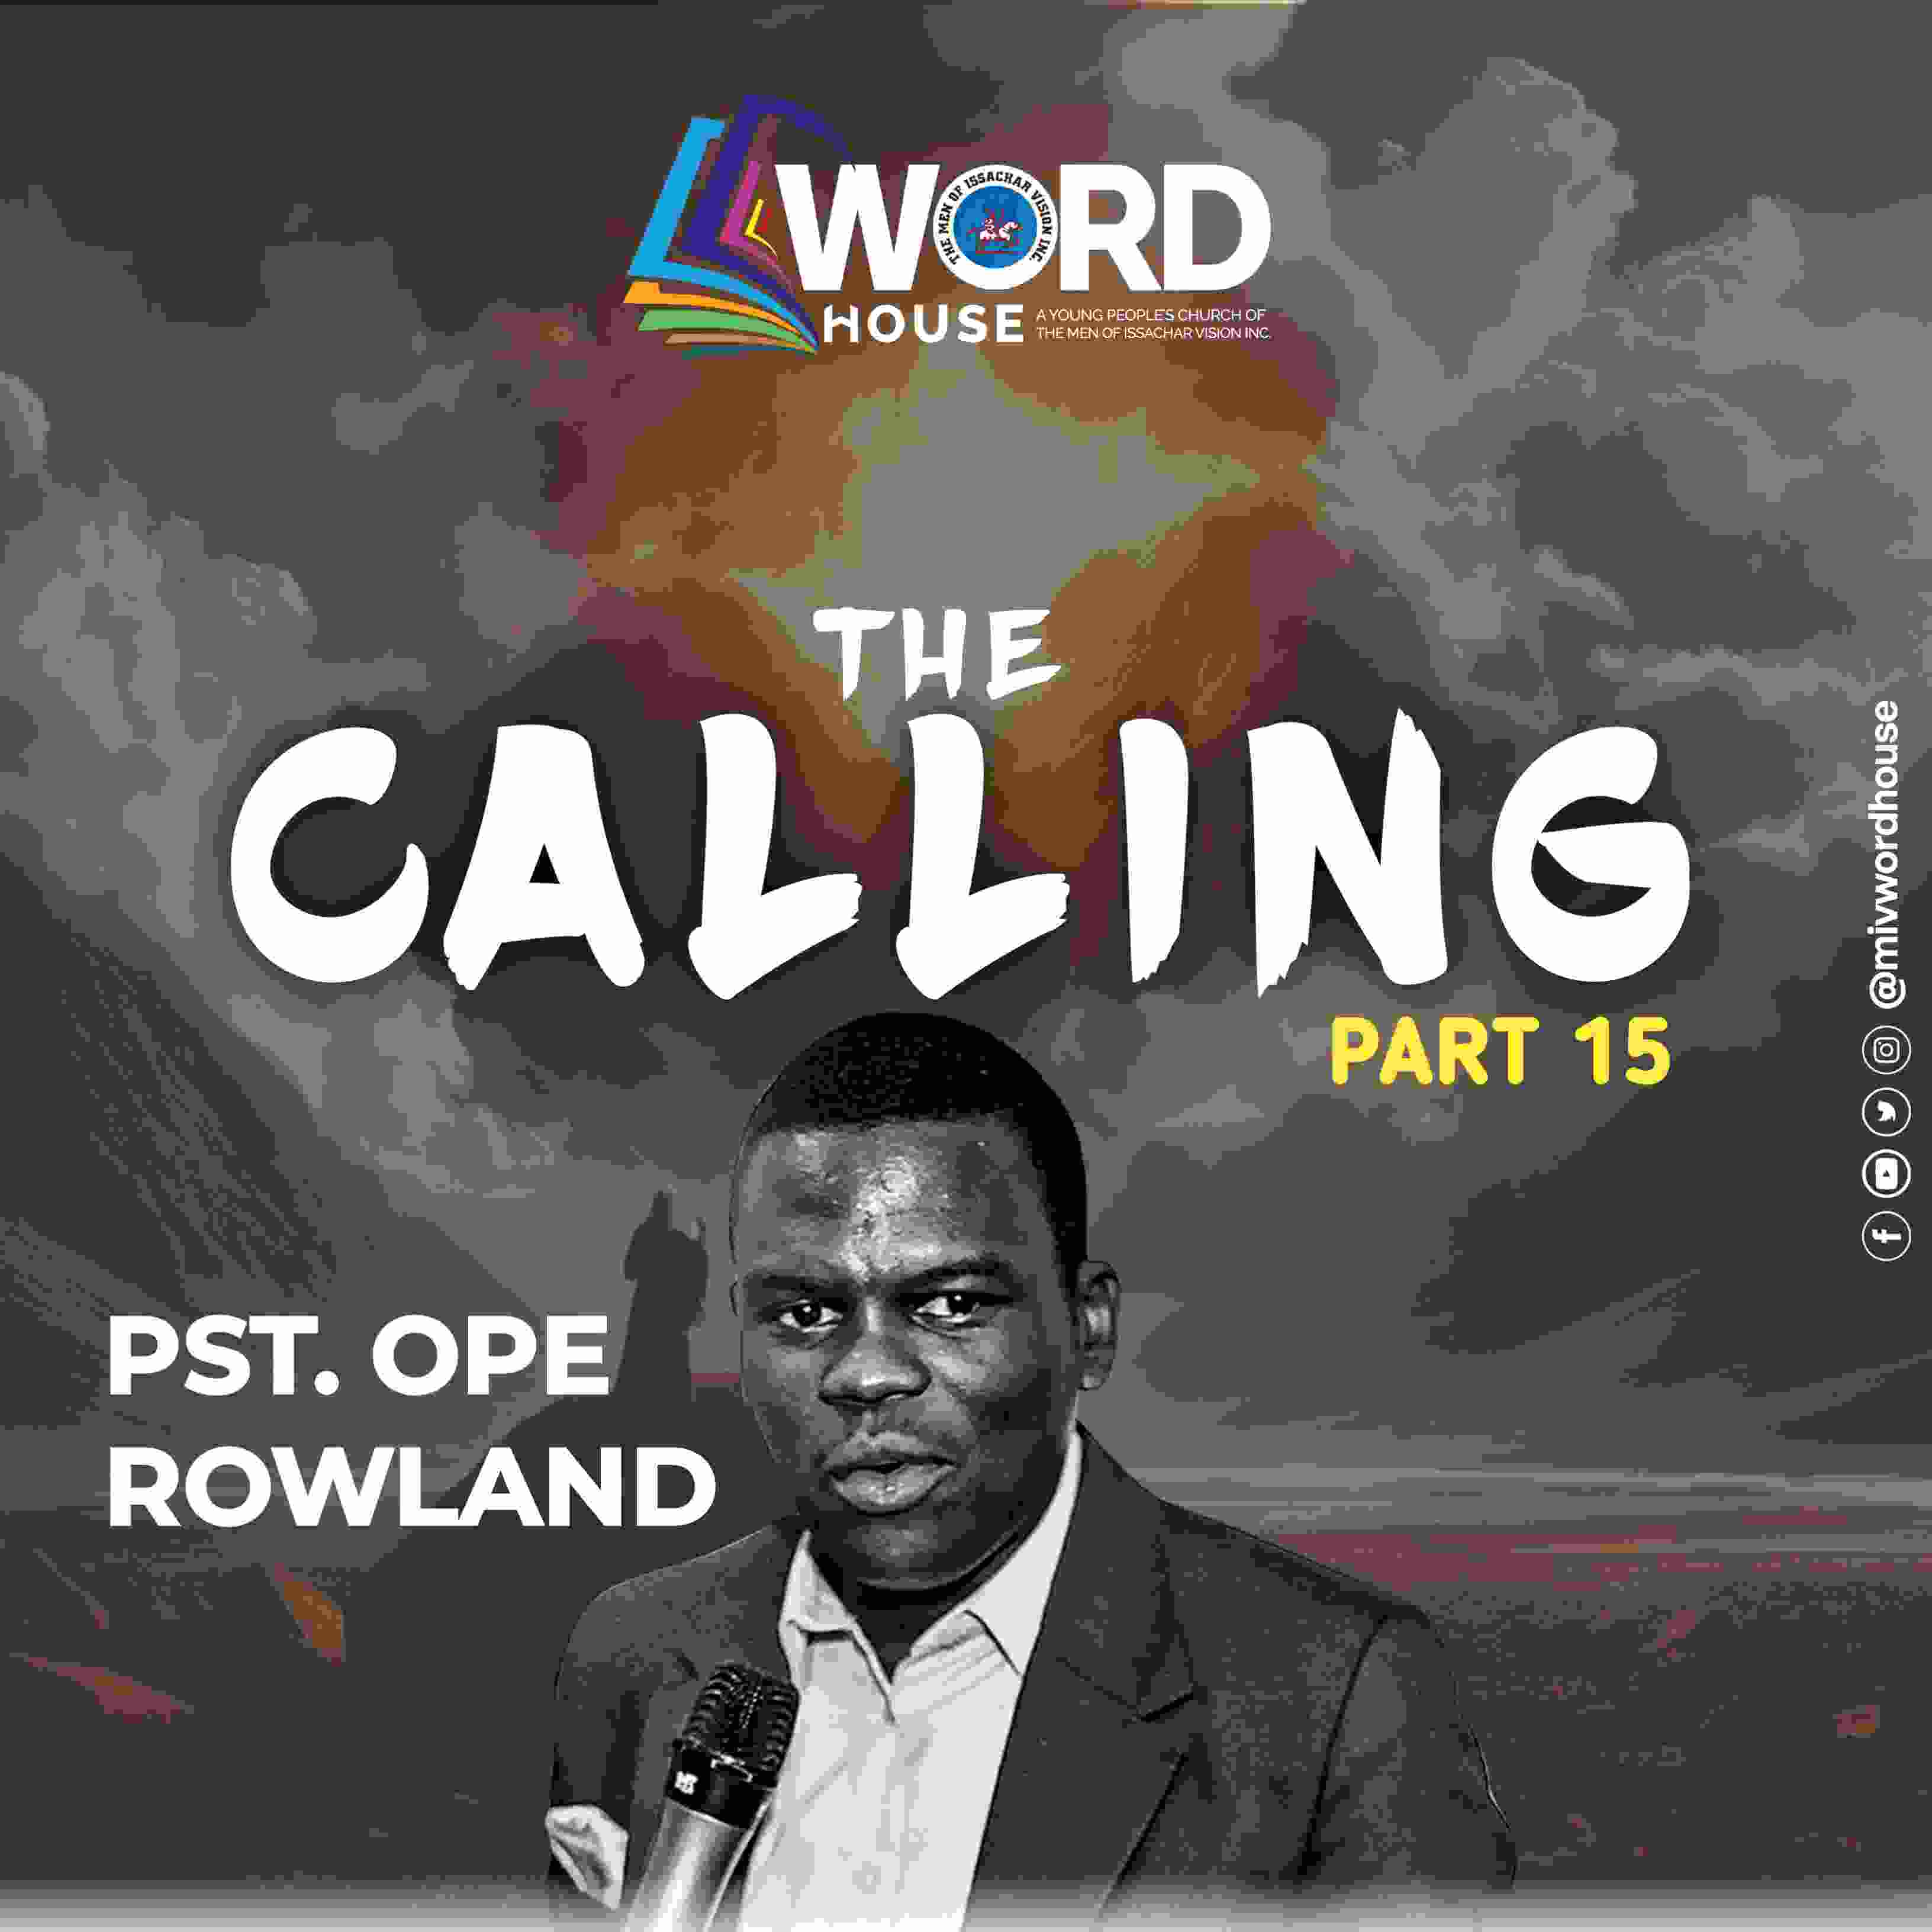 WORD
THE MEN OF ISSACHAR VISION INC.
HOUSE
A YOUNG PEOPLE'S CHURCH OF
THE MEN OF ISSACHAR VISION INC.
THE
CALLING
PART 15
@mivwordhouse
PST. OPE
ROWLAND